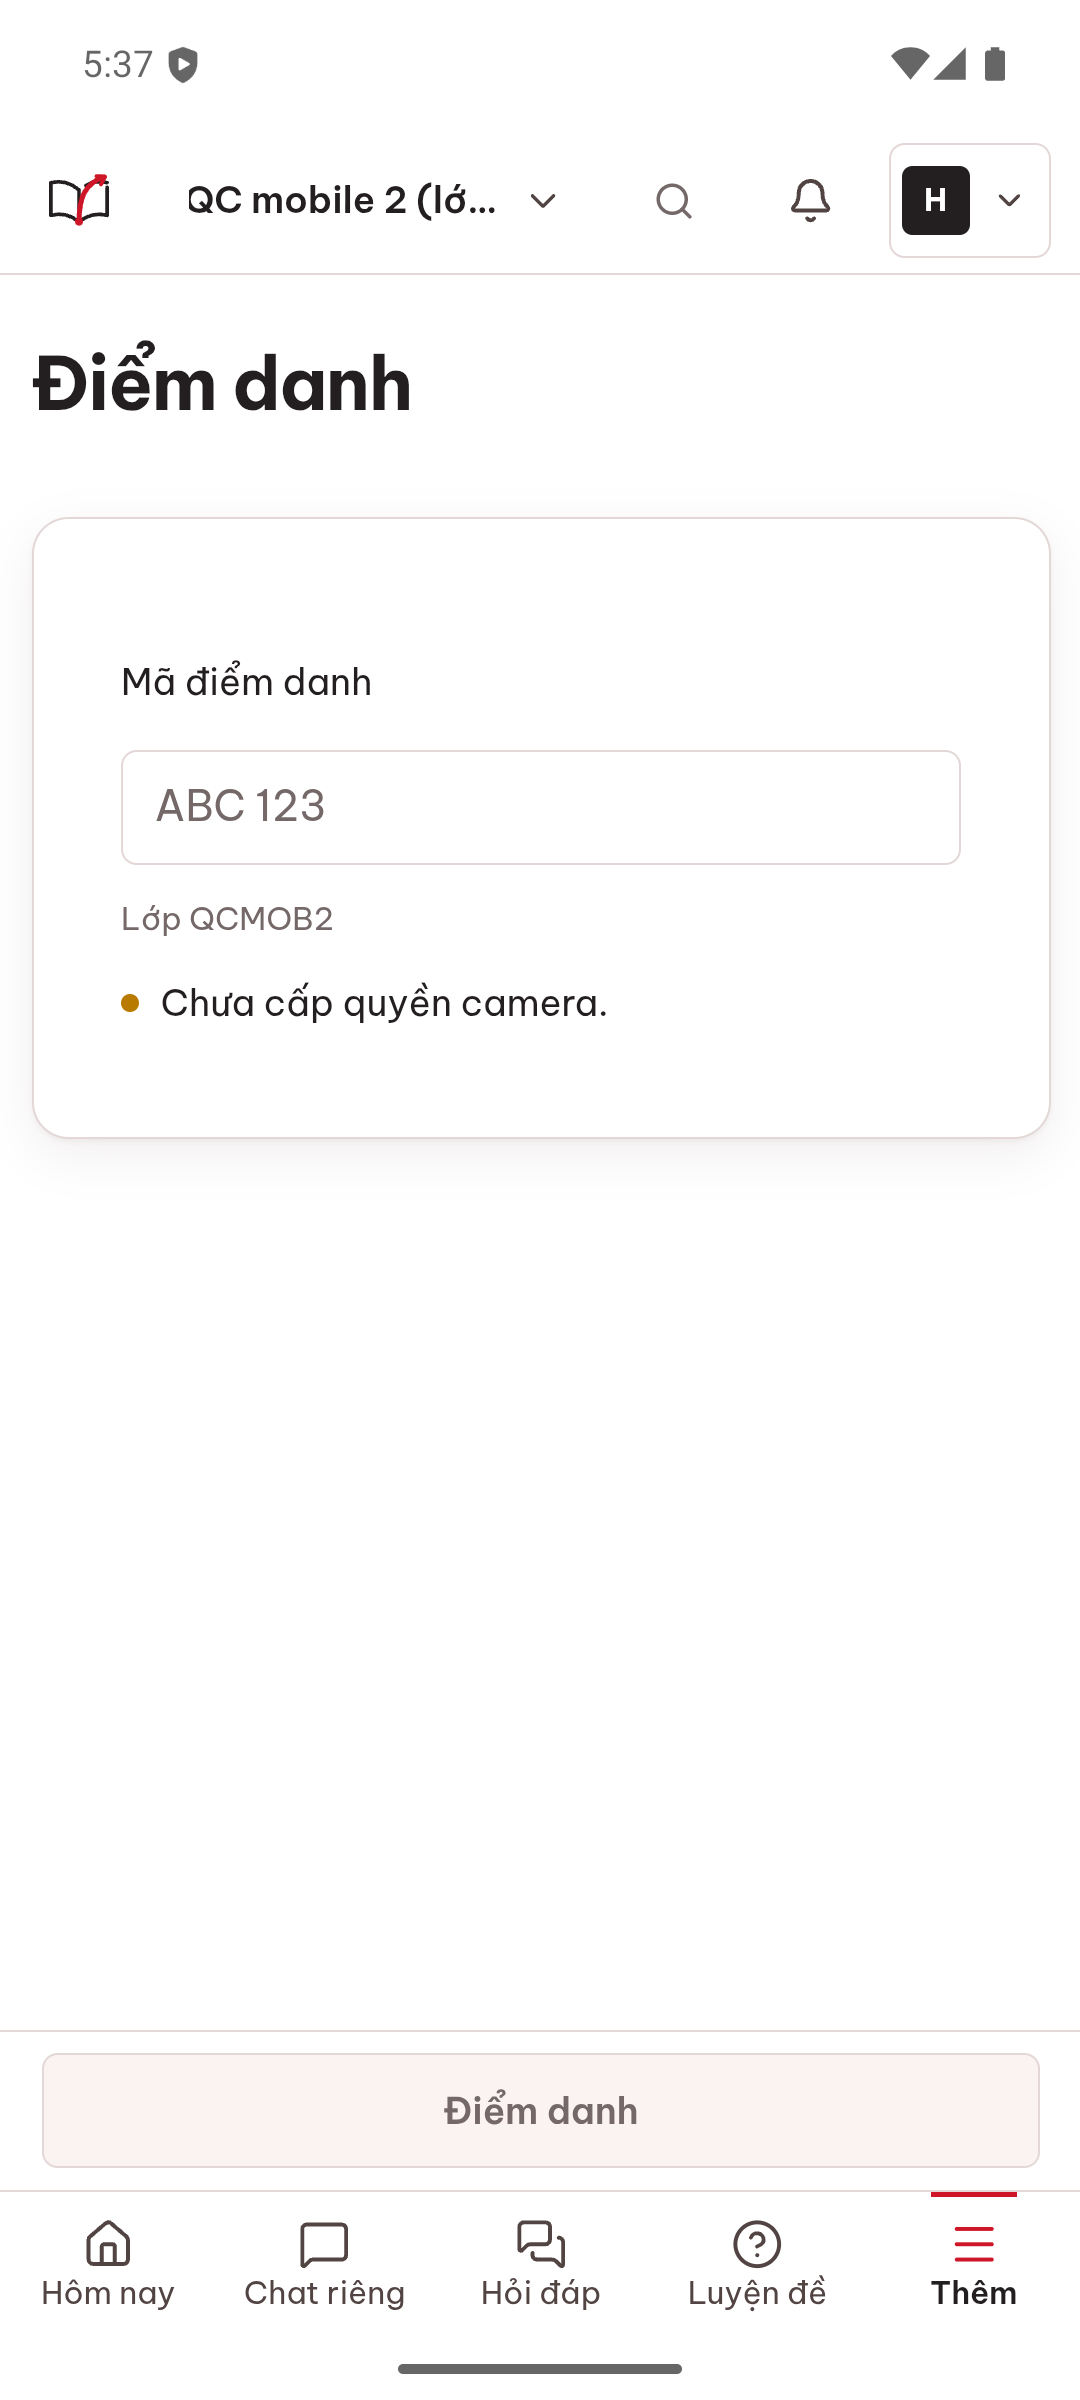 5:37
QC mobile 2 (lớ...
H
Điểm danh
Mã điểm danh
ABC 123
Lớp QCMOB2
Chưa cấp quyền camera.
Điểm danh
Hôm nay
Chat riêng
Hỏi đáp
Luyện đề
Thêm